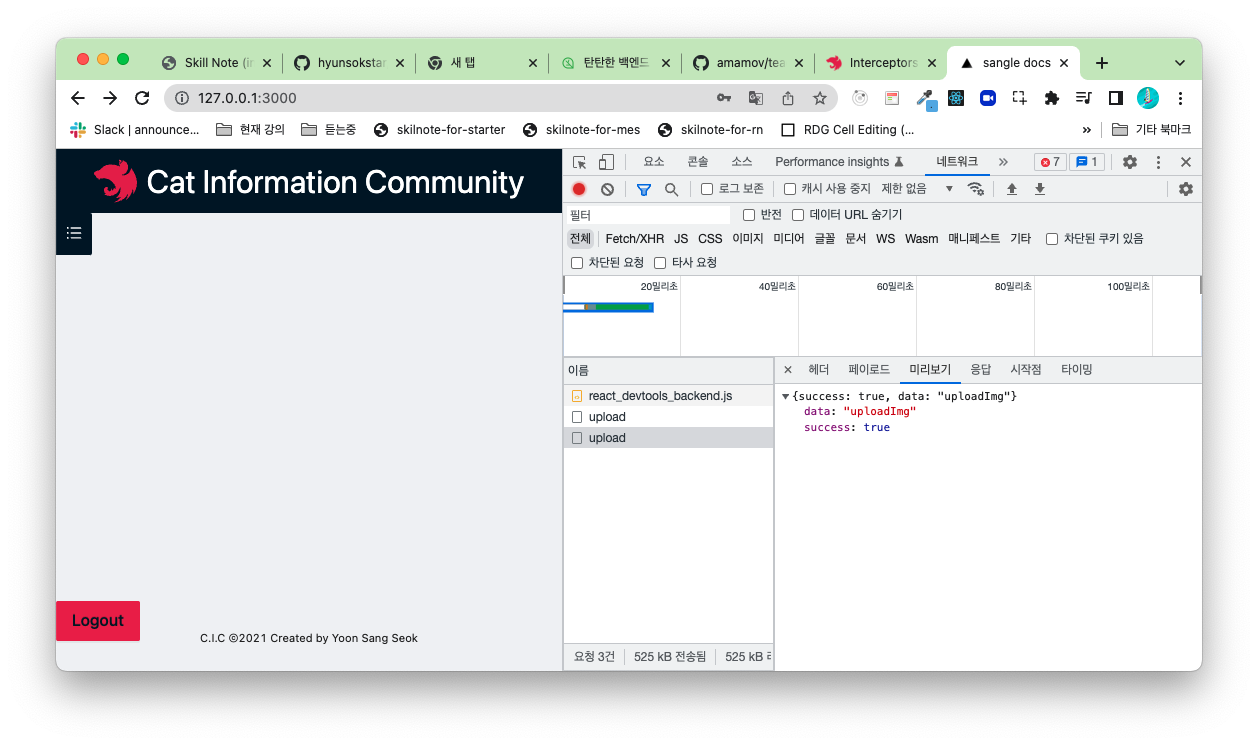 Skill Note (in
hyunsokstar
새 탭
탄탄한 백엔드
amamov/tea
Interceptors
sangle docs
127.0.0.1:3000
Slack | announce...
현재 강의
듣는중
skilnote-for-starter
skilnote-for-mes
skilnote-for-rn
RDG Cell Editing (...
»
기타 북마크
Cat Information Community
요소 콘솔 소스 Performance insights 네트워크 » 7 1
로그 보존 캐시 사용 중지 제한 없음
필터 반전 데이터 URL 숨기기
전체 Fetch/XHR JS CSS 이미지 미디어 글꼴 문서 WS Wasm 매니페스트 기타 차단된 쿠키 있음
차단된 요청 타사 요청
20밀리초 40밀리초 60밀리초 80밀리초 100밀리초
이름
react_devtools_backend.js
upload
upload
요청 3건 525 kB 전송됨 525 kB
헤더 페이로드 미리보기 응답 시작점 타이밍
{success: true, data: "uploadImg"}
data: "uploadImg"
success: true
Logout
C.I.C ©2021 Created by Yoon Sang Seok